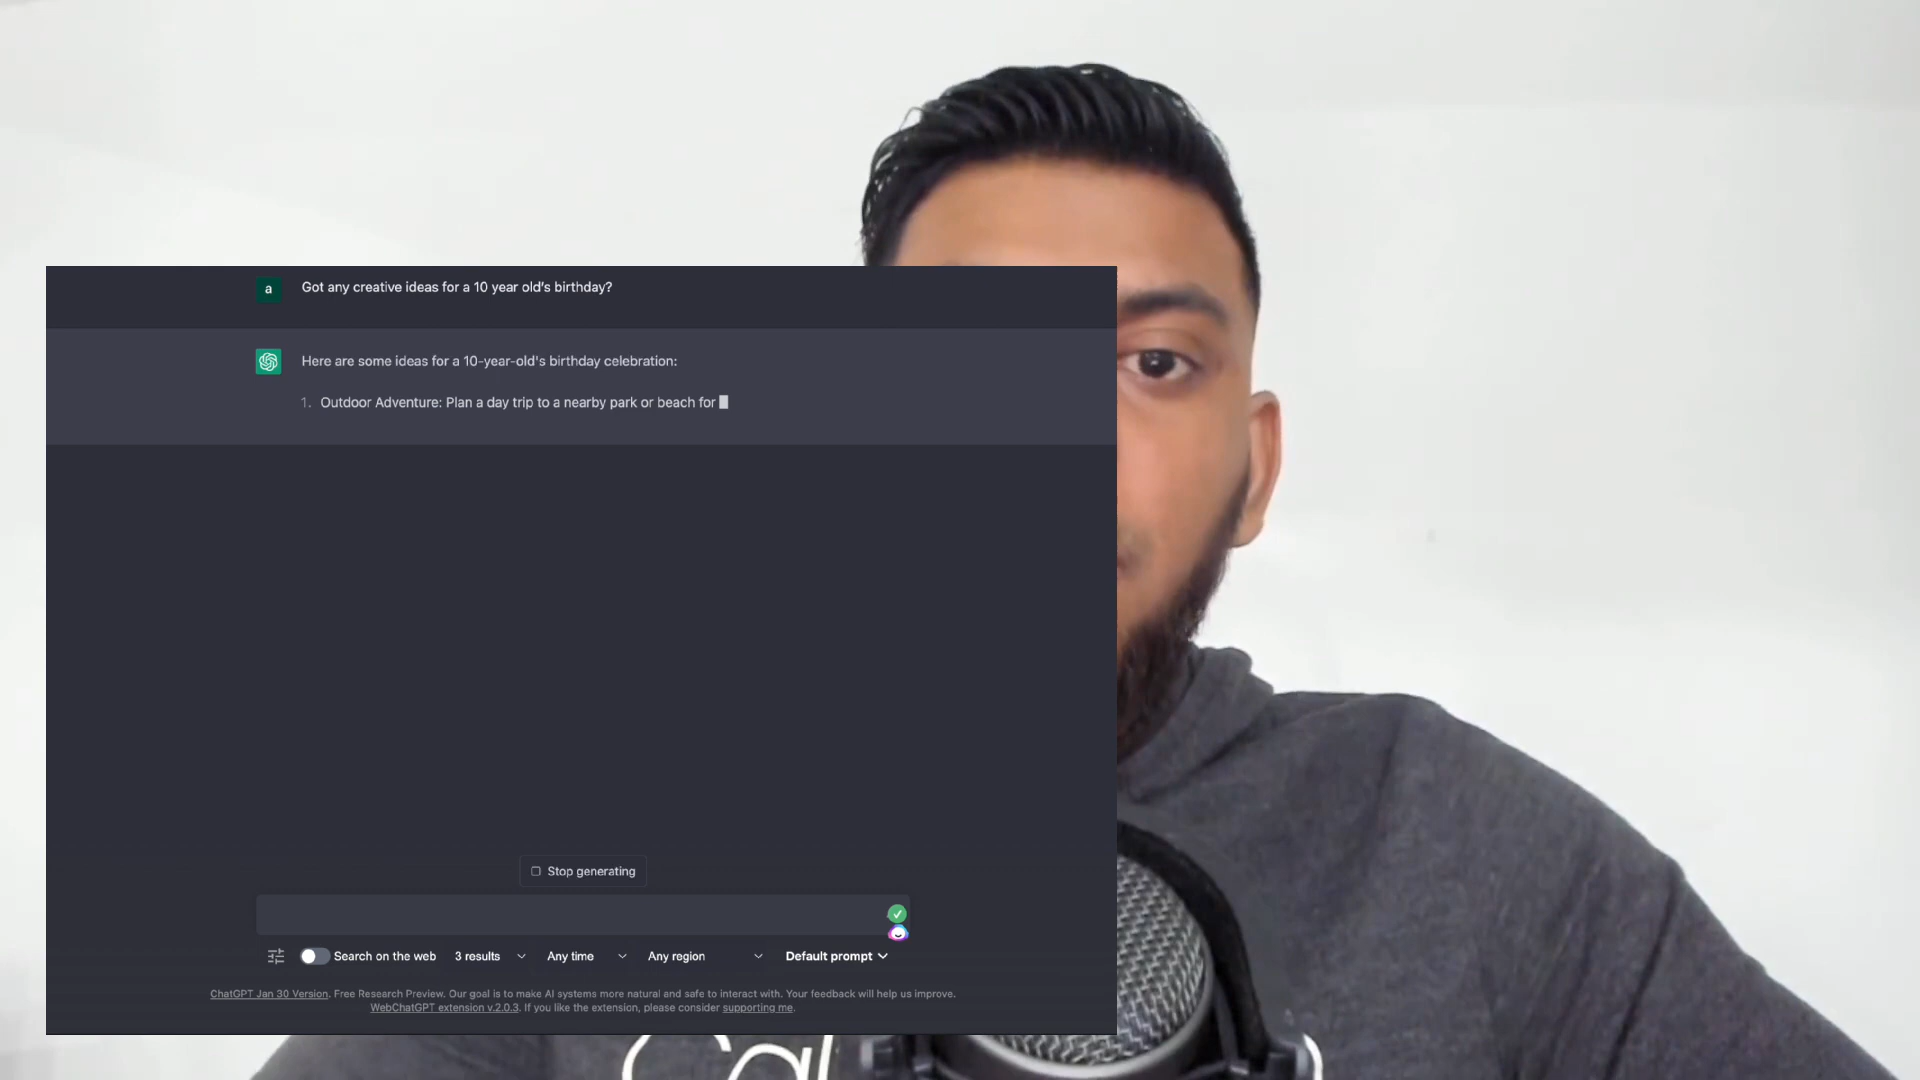 a
Got any creative ideas for a 10 year old's birthday?
Here are some ideas for a 10-year-old's birthday celebration:
1. Outdoor Adventure: Plan a day trip to a nearby park or beach for
Stop generating
Search on the web 3 results Any time Any region Default prompt
ChatGPT Jan 30 Version. Free Research Preview. Our goal is to make AI systems more natural and safe to interact with. Your feedback will help us improve.
WebChatGPT extension v.2.0.3. If you like the extension, please consider supporting me.
Cal